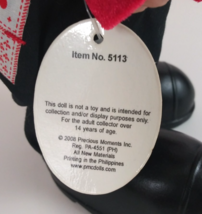 Item No. 5113
This doll is not a toy and is intended for
collection and/or display purposes only.
For the adult collector over
14 years of age.
© 2008 Precious Moments Inc.
Reg. PA-4551 (PH)
All New Materials
Printing in the Philippines
www.pmcdolls.com